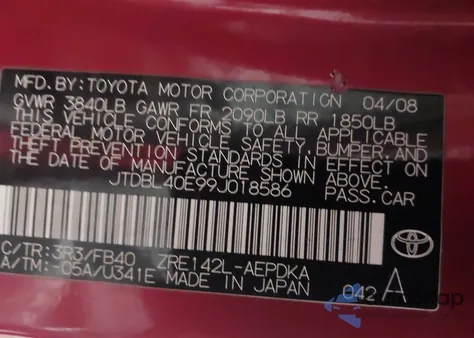 MFD. BY: TOYOTA MOTOR CORPORATION 04/08
GVWR 3840LB GAWR FR 2090LB RR 1850LB
THIS VEHICLE CONFORMS TO ALL APPLICABLE
FEDERAL MOTOR VEHICLE SAFETY, BUMPER, AND
THEFT PREVENTION STANDARDS IN EFFECT ON
THE DATE OF MANUFACTURE SHOWN ABOVE.
JTDBL40E99J018586 PASS. CAR
C/TR: 3R3/FB40 ZRE142L-AEPDKA
A/TM: -05A/U341E MADE IN JAPAN 042 A
TOYOTA